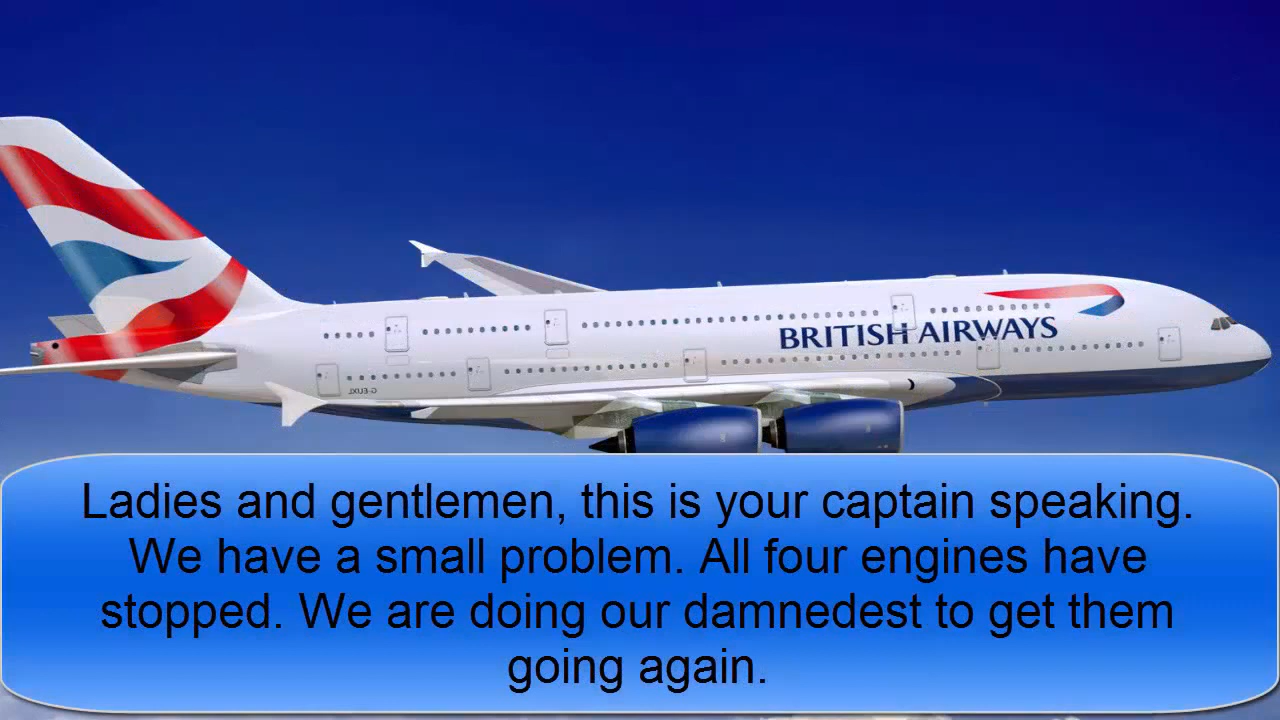 BRITISH AIRWAYS
Ladies and gentlemen, this is your captain speaking.
We have a small problem. All four engines have
stopped. We are doing our damnedest to get them
going again.